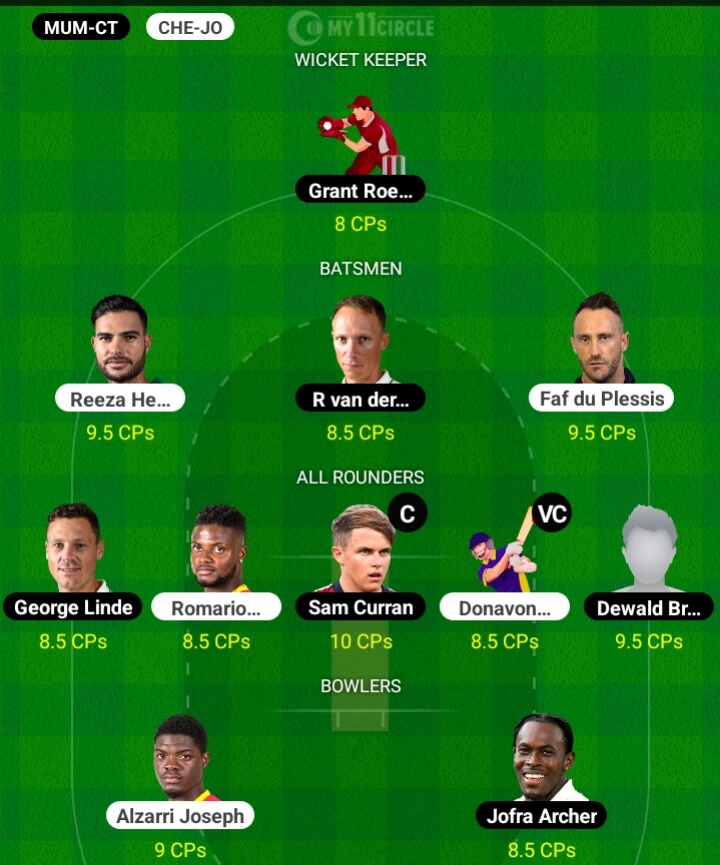 MUM-CT CHE-JO MY11CIRCLE
WICKET KEEPER
Grant Roe...
8 CPs
BATSMEN
Reeza He... R van der... Faf du Plessis
9.5 CPs 8.5 CPs 9.5 CPs
ALL ROUNDERS
C VC
George Linde Romario... Sam Curran Donavon... Dewald Br...
8.5 CPs 8.5 CPs 10 CPs 8.5 CPs 9.5 CPs
BOWLERS
Alzarri Joseph Jofra Archer
9 CPs 8.5 CPs